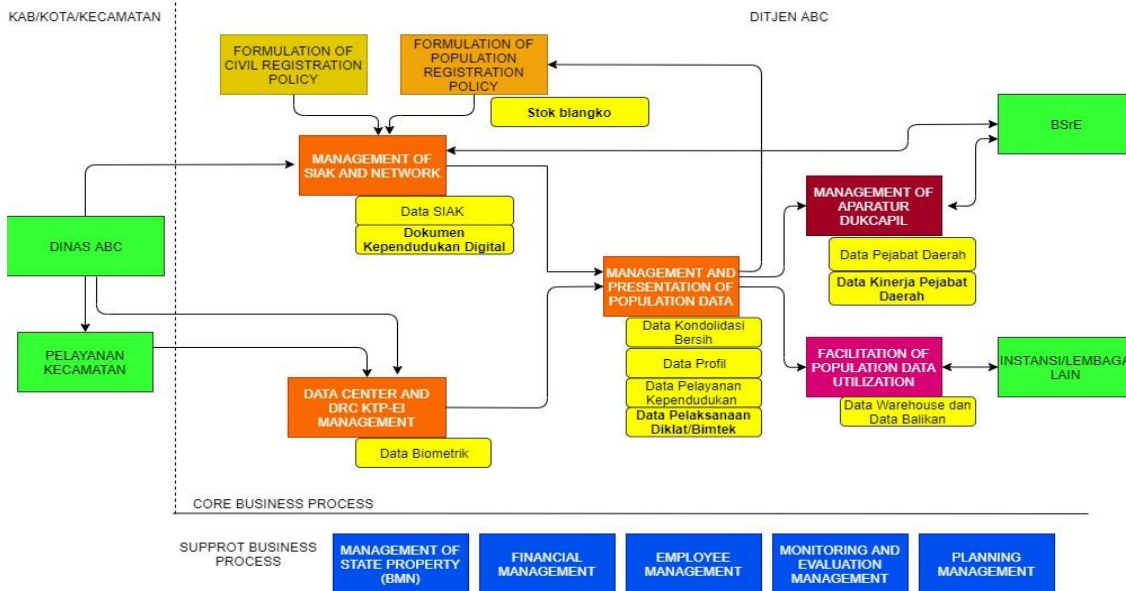 KAB/KOTA/KECAMATAN
DITJEN ABC
FORMULATION OF
CIVIL REGISTRATION
POLICY
FORMULATION OF
POPULATION
REGISTRATION
POLICY
Stok blangko
BSrE
MANAGEMENT OF
SIAK AND NETWORK
Data SIAK
Dokumen
Kependudukan Digital
MANAGEMENT OF
APARATUR
DUKCAPIL
Data Pejabat Daerah
Data Kinerja Pejabat
Daerah
DINAS ABC
MANAGEMENT AND
PRESENTATION OF
POPULATION DATA
Data Kondolidasi
Bersih
Data Profil
Data Pelayanan
Kependudukan
Data Pelaksanaan
Diklat/Bimtek
PELAYANAN
KECAMATAN
FACILITATION OF
POPULATION DATA
UTILIZATION
Data Warehouse dan
Data Balikan
INSTANSI/LEMBAGA
LAIN
DATA CENTER AND
DRC KTP-El
MANAGEMENT
Data Biometrik
CORE BUSINESS PROCESS
SUPPROT BUSINESS
PROCESS
MANAGEMENT OF
STATE PROPERTY
(BMN)
FINANCIAL
MANAGEMENT
EMPLOYEE
MANAGEMENT
MONITORING AND
EVALUATION
MANAGEMENT
PLANNING
MANAGEMENT